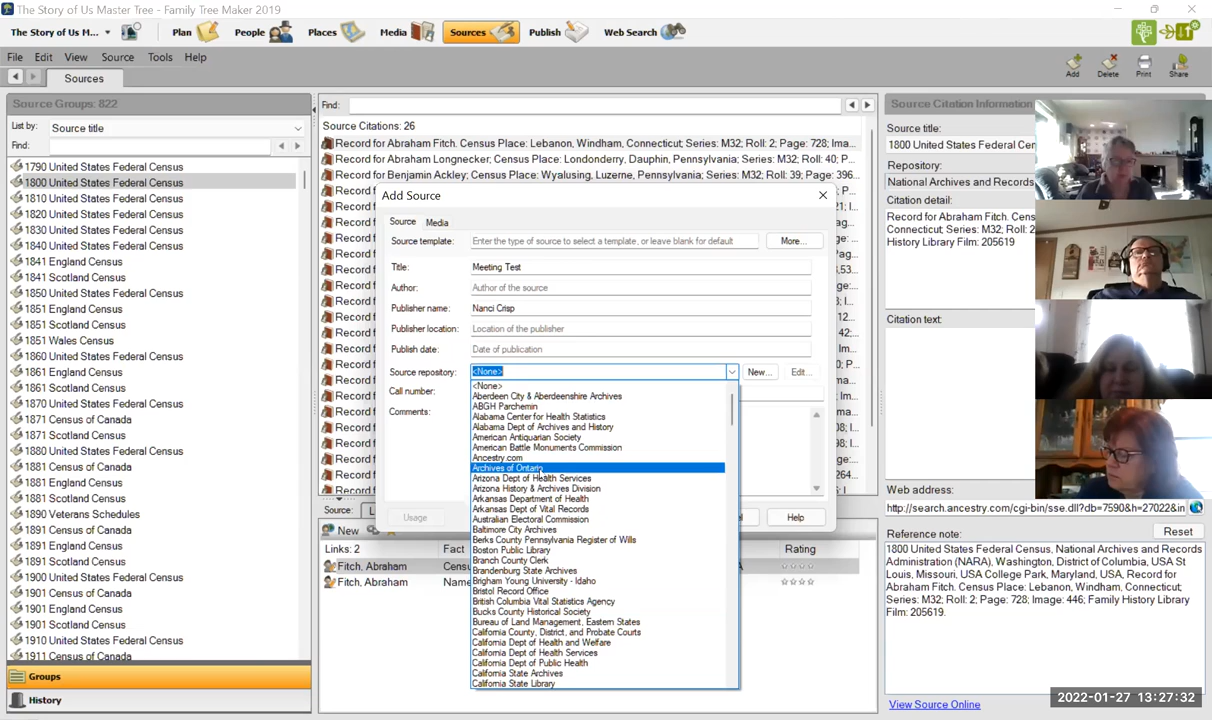 The Story of Us Master Tree - Family Tree Maker 2019
The Story of Us M... Plan People Places Media Sources Publish Web Search
File Edit View Source Tools Help
Sources
Add Delete Print Share
Source Groups: 822
List by: Source title
Find:
1790 United States Federal Census
1800 United States Federal Census
1810 United States Federal Census
1820 United States Federal Census
1830 United States Federal Census
1840 United States Federal Census
1841 England Census
1841 Scotland Census
1850 United States Federal Census
1851 England Census
1851 Scotland Census
1851 Wales Census
1860 United States Federal Census
1861 England Census
1861 Scotland Census
1870 United States Federal Census
1871 Census of Canada
1871 Scotland Census
1880 United States Federal Census
1881 Census of Canada
1881 England Census
1881 Scotland Census
1890 Veterans Schedules
1891 Census of Canada
1891 England Census
1891 Scotland Census
1900 United States Federal Census
1901 Census of Canada
1901 England Census
1901 Scotland Census
1910 United States Federal Census
1911 Census of Canada
Groups
History
Find:
Source Citations: 26
Record for Abraham Fitch. Census Place: Lebanon, Windham, Connecticut; Series: M32; Roll: 2; Page: 728; Ima...
Record for Abraham Longnecker, Census Place: Londonderry, Dauphin, Pennsylvania; Series: M32; Roll: 40; P...
Record for Benjamin Ackley; Census Place: Wyalusing, Luzerne, Pennsylvania; Series: M32; Roll: 39; Page: 396...
Add Source
Source Media
Source template: Enter the type of source to select a template, or leave blank for default More...
Title: Meeting Test
Author: Author of the source
Publisher name: Nanci Crisp
Publisher location: Location of the publisher
Publish date: Date of publication
Source repository: <None> New... Edit...
Call number:
Comments:
<None>
Aberdeen City & Aberdeenshire Archives
ABGH Parchemin
Alabama Center for Health Statistics
Alabama Dept of Archives and History
American Antiquarian Society
American Battle Monuments Commission
Ancestry.com
Archives of Ontario
Arizona Dept of Health Services
Arizona History & Archives Division
Arkansas Department of Health
Arkansas Dept of Vital Records
Australian Electoral Commission
Baltimore City Archives
Berks County Pennsylvania Register of Wills
Boston Public Library
Branch County Clerk
Brandenburg State Archives
Brigham Young University - Idaho
Bristol Record Office
British Columbia Vital Statistics Agency
Bucks County Historical Society
Bureau of Land Management, Eastern States
California County, District, and Probate Courts
California Dept of Health and Welfare
California Dept of Health Services
California Dept of Public Health
California State Archives
California State Library
Usage Help
Source:
New
Links: 2 Fact Rating
Fitch, Abraham
Fitch, Abraham Name
Source Citation Information
Source title:
1800 United States Federal Cen
Repository:
National Archives and Records
Citation detail:
Record for Abraham Fitch. Cens
Connecticut; Series: M32; Roll: 2
History Library Film: 205619
Citation text:
Web address:
http://search.ancestry.com/cgi-bin/sse.dll?db=7590&h=27022&in
Reset
Reference note:
1800 United States Federal Census, National Archives and Records
Administration (NARA), Washington, District of Columbia, USA St
Louis, Missouri, USA College Park, Maryland, USA, Record for
Abraham Fitch. Census Place: Lebanon, Windham, Connecticut;
Series: M32; Roll: 2; Page: 728; Image: 446; Family History Library
Film: 205619.
View Source Online
2022-01-27 13:27:32